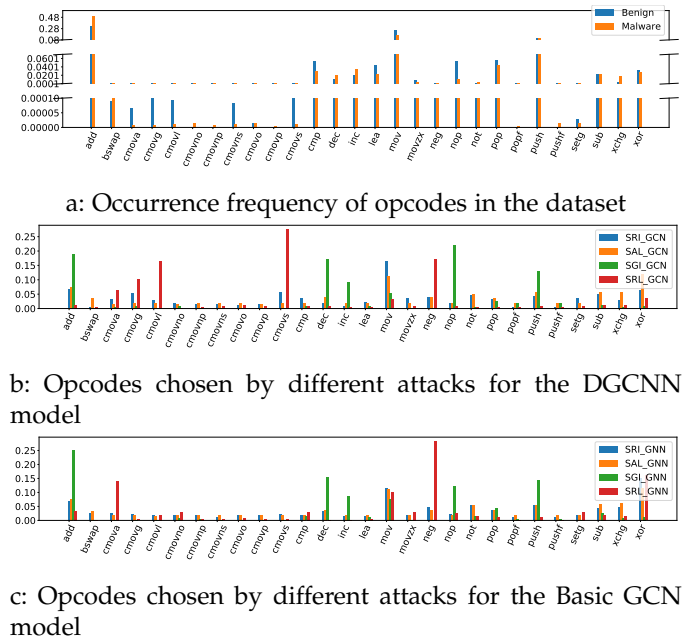 0.48
0.28
0.08
Benign
Malware
0.0601
0.0401
0.0201
0.00010
0.00005
0.00000
add bswap cmova cmovg cmovl cmovno cmovnp cmovns cmovo cmovp cmovs cmp dec inc lea mov movzx neg nop not pop popf push pushf setg sub xchg xor
a: Occurrence frequency of opcodes in the dataset
0.25
0.20
0.15
0.10
0.05
0.00
SRI_GCN
SAL_GCN
SGI_GCN
SRL_GCN
add bswap cmova cmovg cmovl cmovno cmovnp cmovns cmovo cmovp cmovs cmp dec inc lea mov movzx neg nop not pop popf push pushf setg sub xchg xor
b: Opcodes chosen by different attacks for the DGCNN
model
0.25
0.20
0.15
0.10
0.05
0.00
SRI_GNN
SAL_GNN
SGI_GNN
SRL_GNN
add bswap cmova cmovg cmovl cmovno cmovnp cmovns cmovo cmovp cmovs cmp dec inc lea mov movzx neg nop not pop popf push pushf setg sub xchg xor
c: Opcodes chosen by different attacks for the Basic GCN
model